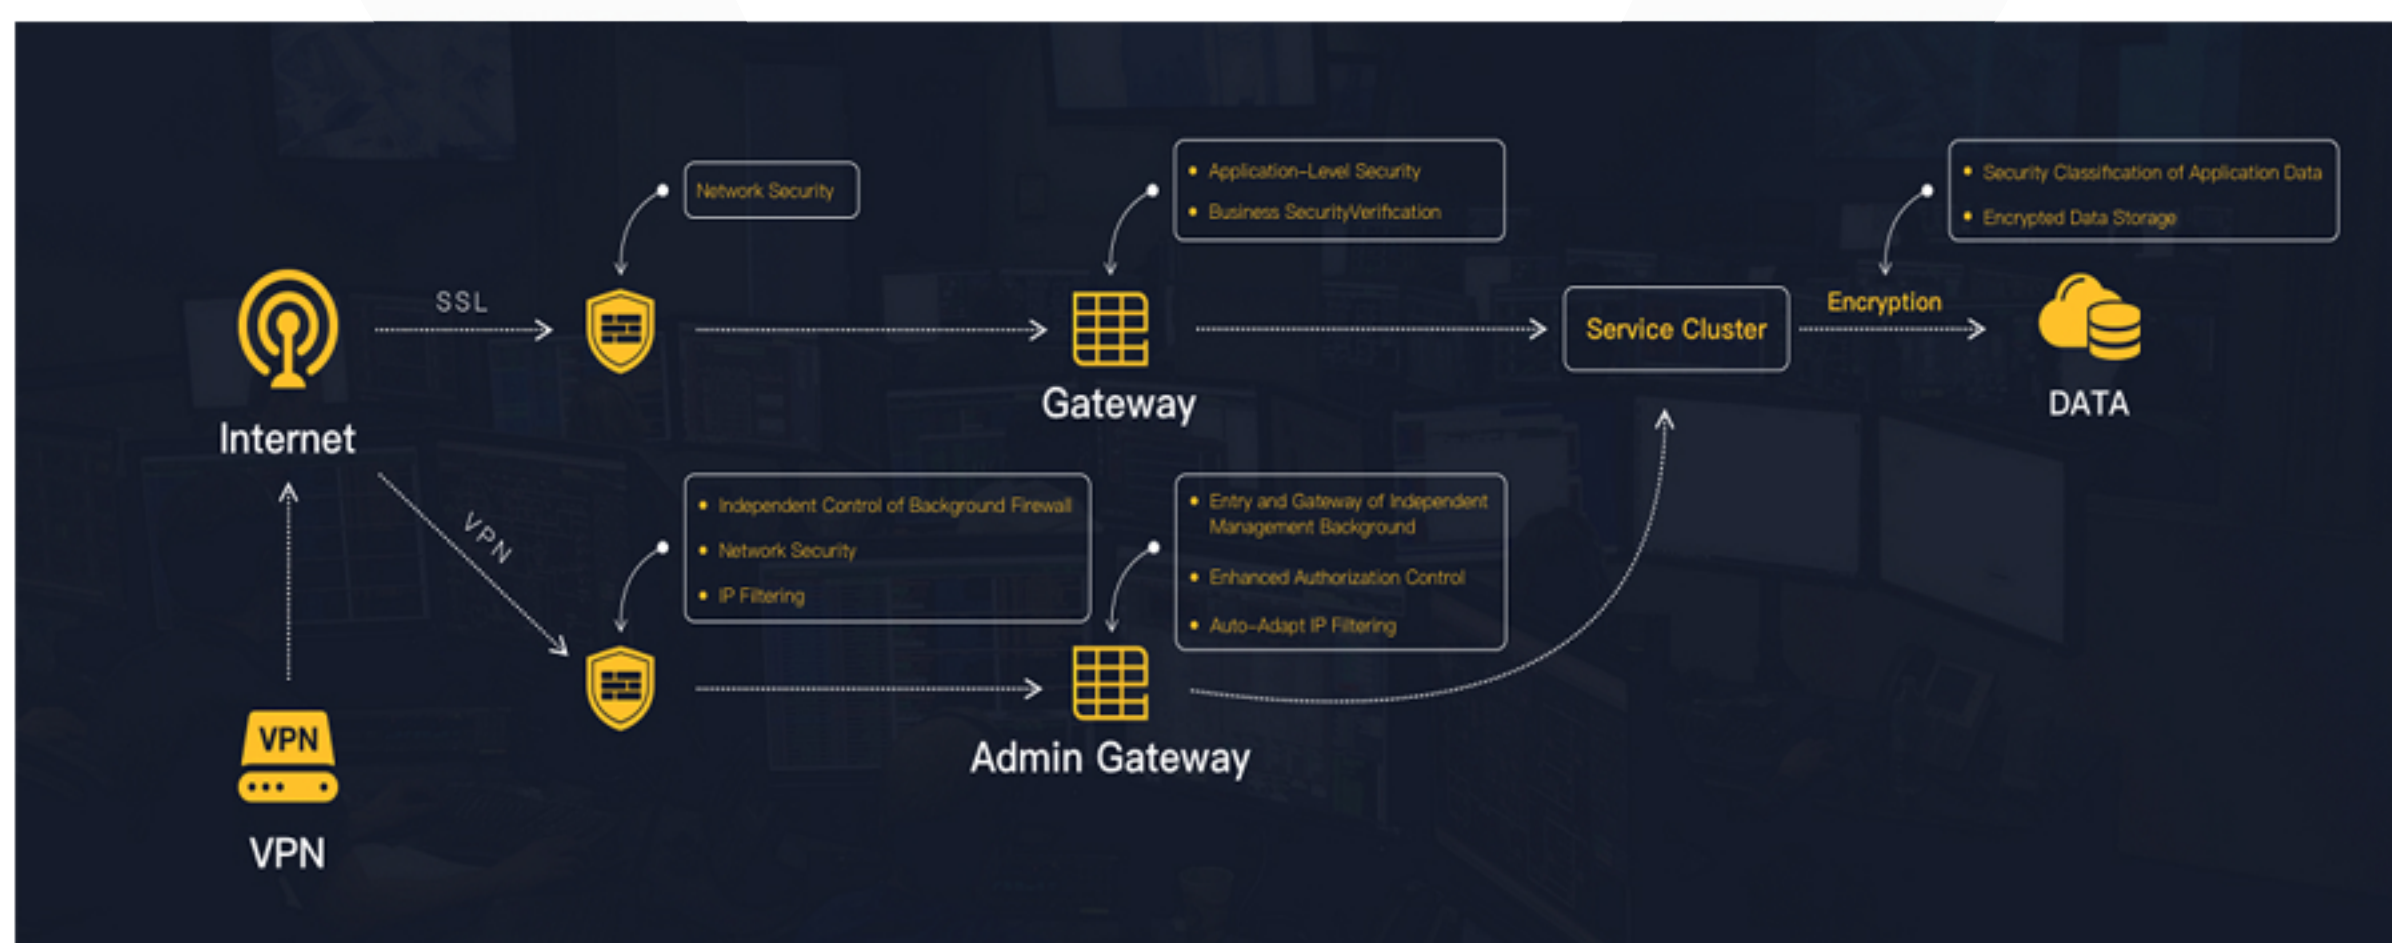 Network Security
Application-Level Security
Business SecurityVerification
Security Classification of Application Data
Encrypted Data Storage
SSL
Internet
Gateway
Service Cluster
Encryption
DATA
VPN
Independent Control of Background Firewall
Network Security
IP Filtering
Entry and Gateway of Independent
Management Background
Enhanced Authorization Control
Auto-Adapt IP Filtering
VPN
VPN
Admin Gateway